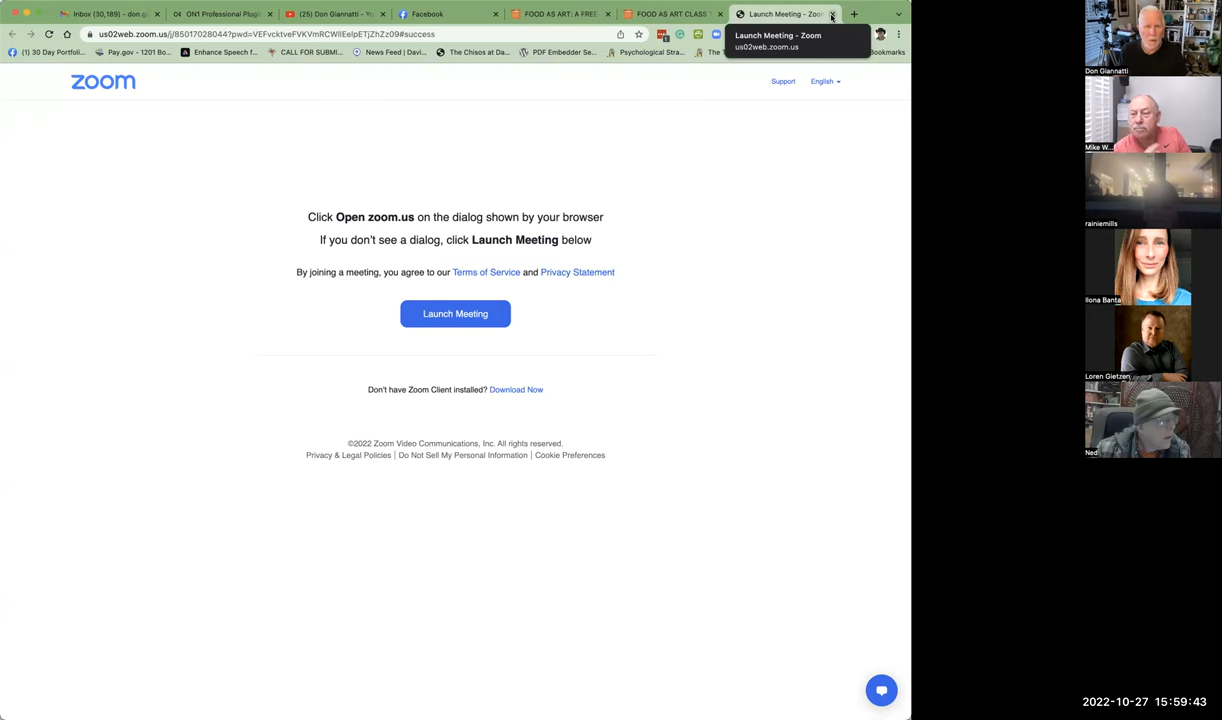 Inbox (30,189) - don.gi
ON1 Professional Plugi
(25) Don Giannatti - Yo
Facebook
FOOD AS ART: A FREE
FOOD AS ART CLASS
Launch Meeting - Zoom
us02web.zoom.us/j/85017028044?pwd=VEFvcktveFVKVmRCWllEelpETjZhZz09#success
Launch Meeting - Zoom
us02web.zoom.us
(1) 30 Day Portfoli...
Pay.gov - 1201 Bo...
Enhance Speech f...
CALL FOR SUBMI...
News Feed | Davi...
The Chisos at Da...
PDF Embedder Se...
Psychological Stra...
Bookmarks
zoom
Support
English
Click Open zoom.us on the dialog shown by your browser
If you don't see a dialog, click Launch Meeting below
By joining a meeting, you agree to our Terms of Service and Privacy Statement
Launch Meeting
Don't have Zoom Client installed? Download Now
©2022 Zoom Video Communications, Inc. All rights reserved.
Privacy & Legal Policies | Do Not Sell My Personal Information | Cookie Preferences
Don Giannatti
Mike W...
rainiemills
Ilona Banta
Loren Gietzen
Ned
2022-10-27 15:59:43